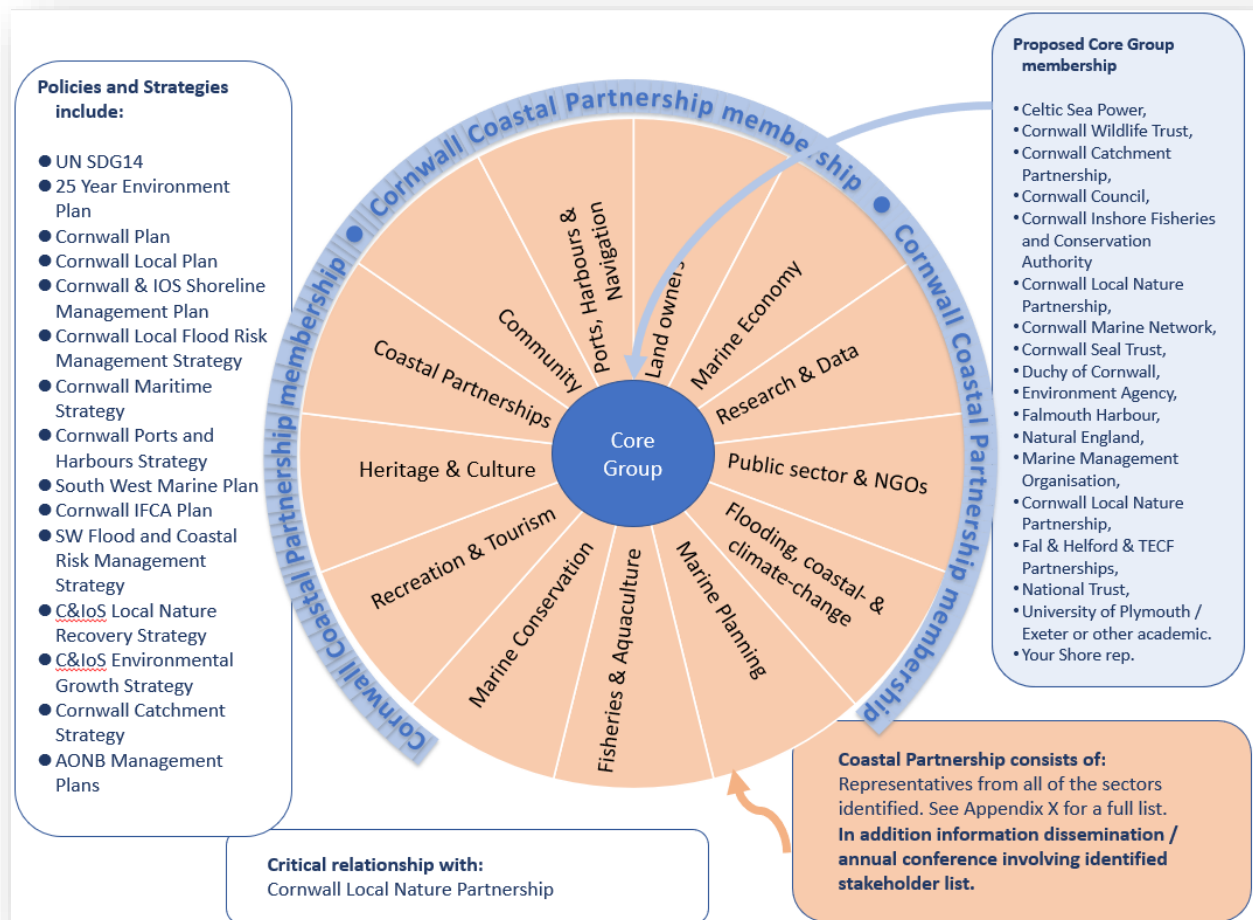 Policies and Strategies
include:
● UN SDG14
● 25 Year Environment
Plan
● Cornwall Plan
● Cornwall Local Plan
● Cornwall & IOS Shoreline
Management Plan
● Cornwall Local Flood Risk
Management Strategy
● Cornwall Maritime
Strategy
● Cornwall Ports and
Harbours Strategy
● South West Marine Plan
● Cornwall IFCA Plan
● SW Flood and Coastal
Risk Management
Strategy
● C&IoS Local Nature
Recovery Strategy
● C&IoS Environmental
Growth Strategy
● Cornwall Catchment
Strategy
● AONB Management
Plans
Cornwall Coastal Partnership membership ● Cornwall Coastal Partnership membership ● Cornwall Coastal Partnership membership
Core
Group
Land owners
Marine Economy
Research & Data
Public sector & NGOs
Flooding, coastal- &
climate-change
Marine Planning
Fisheries & Aquaculture
Marine Conservation
Recreation & Tourism
Heritage & Culture
Coastal Partnerships
Community
Ports, Harbours &
Navigation
Proposed Core Group
membership
• Celtic Sea Power,
• Cornwall Wildlife Trust,
• Cornwall Catchment
Partnership,
• Cornwall Council,
• Cornwall Inshore Fisheries
and Conservation
Authority
• Cornwall Local Nature
Partnership,
• Cornwall Marine Network,
• Cornwall Seal Trust,
• Duchy of Cornwall,
• Environment Agency,
• Falmouth Harbour,
• Natural England,
• Marine Management
Organisation,
• Cornwall Local Nature
Partnership,
• Fal & Helford & TECF
Partnerships,
• National Trust,
• University of Plymouth /
Exeter or other academic.
• Your Shore rep.
Coastal Partnership consists of:
Representatives from all of the sectors
identified. See Appendix X for a full list.
In addition information dissemination /
annual conference involving identified
stakeholder list.
Critical relationship with:
Cornwall Local Nature Partnership